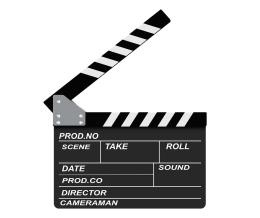 PROD.NO
SCENE TAKE ROLL
DATE SOUND
PROD.CO
DIRECTOR
CAMERAMAN